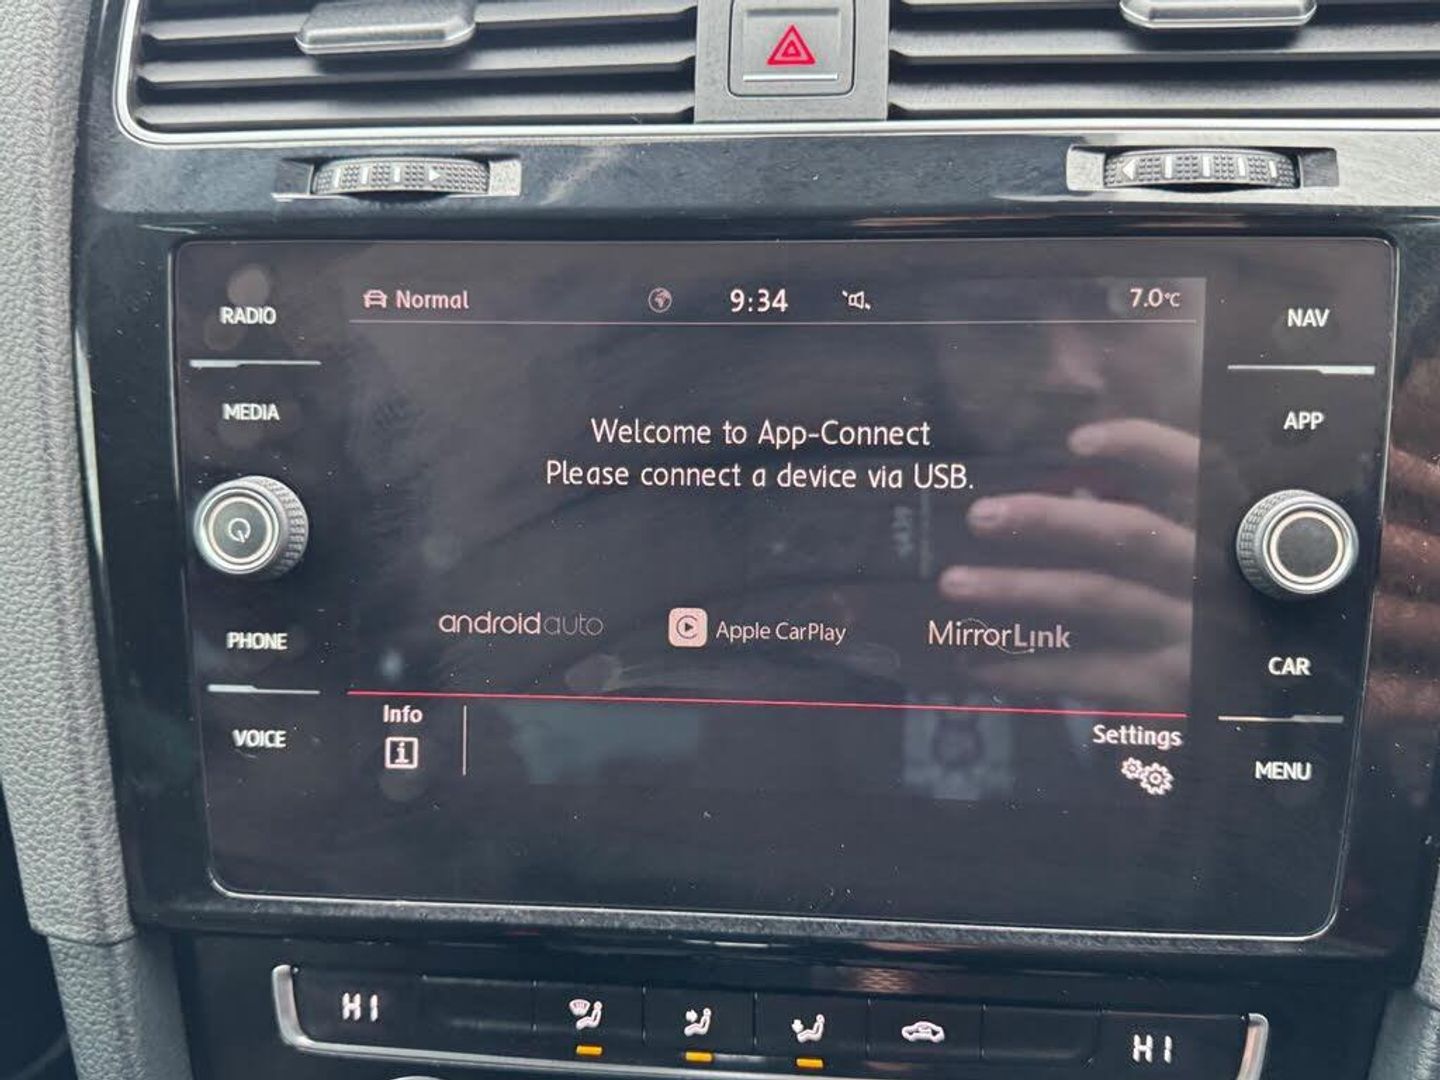 RADIO
MEDIA
PHONE
VOICE
Normal
9:34
7.0°C
Welcome to App-Connect
Please connect a device via USB.
androidauto
Apple CarPlay
MirrorLink
Info
i
Settings
NAV
APP
CAR
MENU
HI
HI